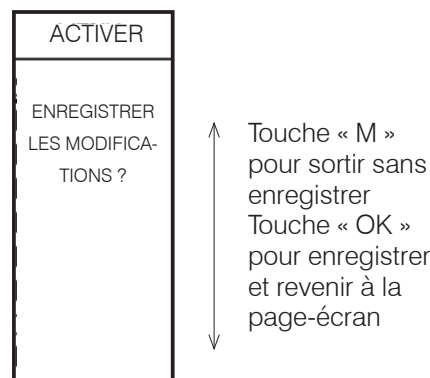 ACTIVER
ENREGISTRER
LES MODIFICA-
TIONS ?
Touche « M »
pour sortir sans
enregistrer
Touche « OK »
pour enregistrer
et revenir à la
page-écran